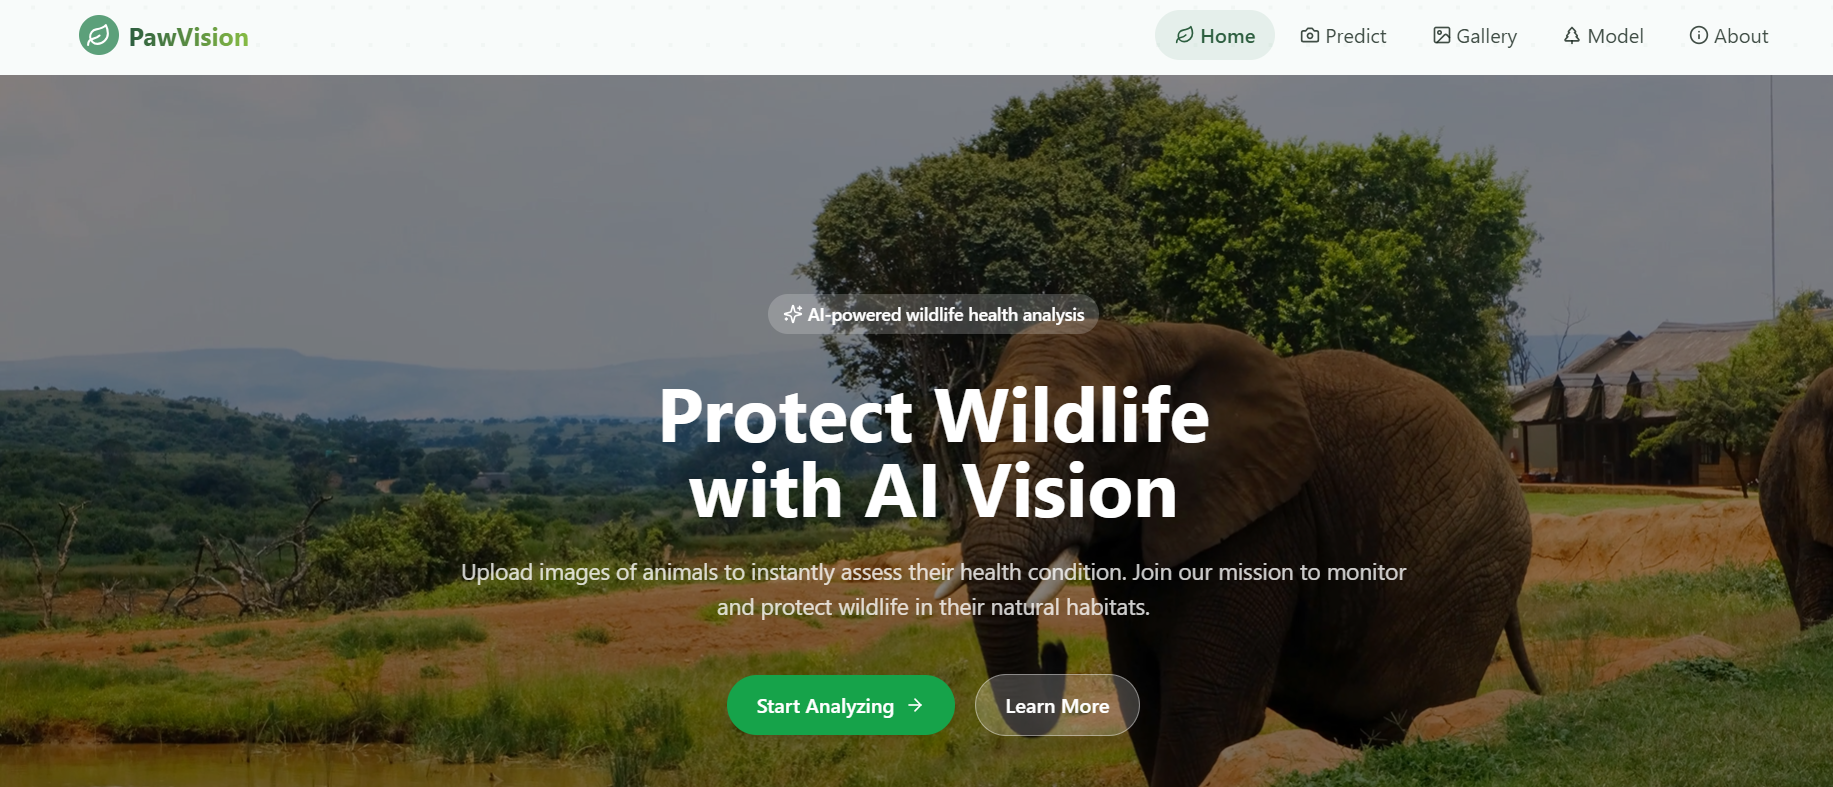 PawVision
Home
Predict
Gallery
Model
About
AI-powered wildlife health analysis
Protect Wildlife
with AI Vision
Upload images of animals to instantly assess their health condition. Join our mission to monitor
and protect wildlife in their natural habitats.
Start Analyzing
Learn More